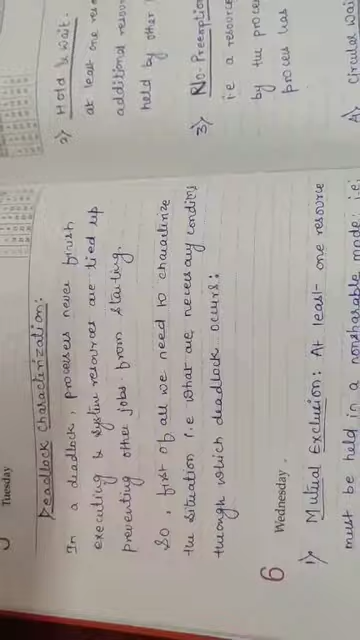 Tuesday
Deadlock Characterization:
In a deadlock, processes never finish
executing & system resources are tied up
preventing other jobs from starting.
So, first of all we need to characterize
the situation i.e what are necessary conditions
through which deadlock occurs:
6 Wednesday
1) Mutual Exclusion: At least one resource
must be held in a nonsharable mode i.e
2) Hold & wait:
at least one
additional
held by other
3) No-Preemption
i.e a resource
by the
process has
4) Circular